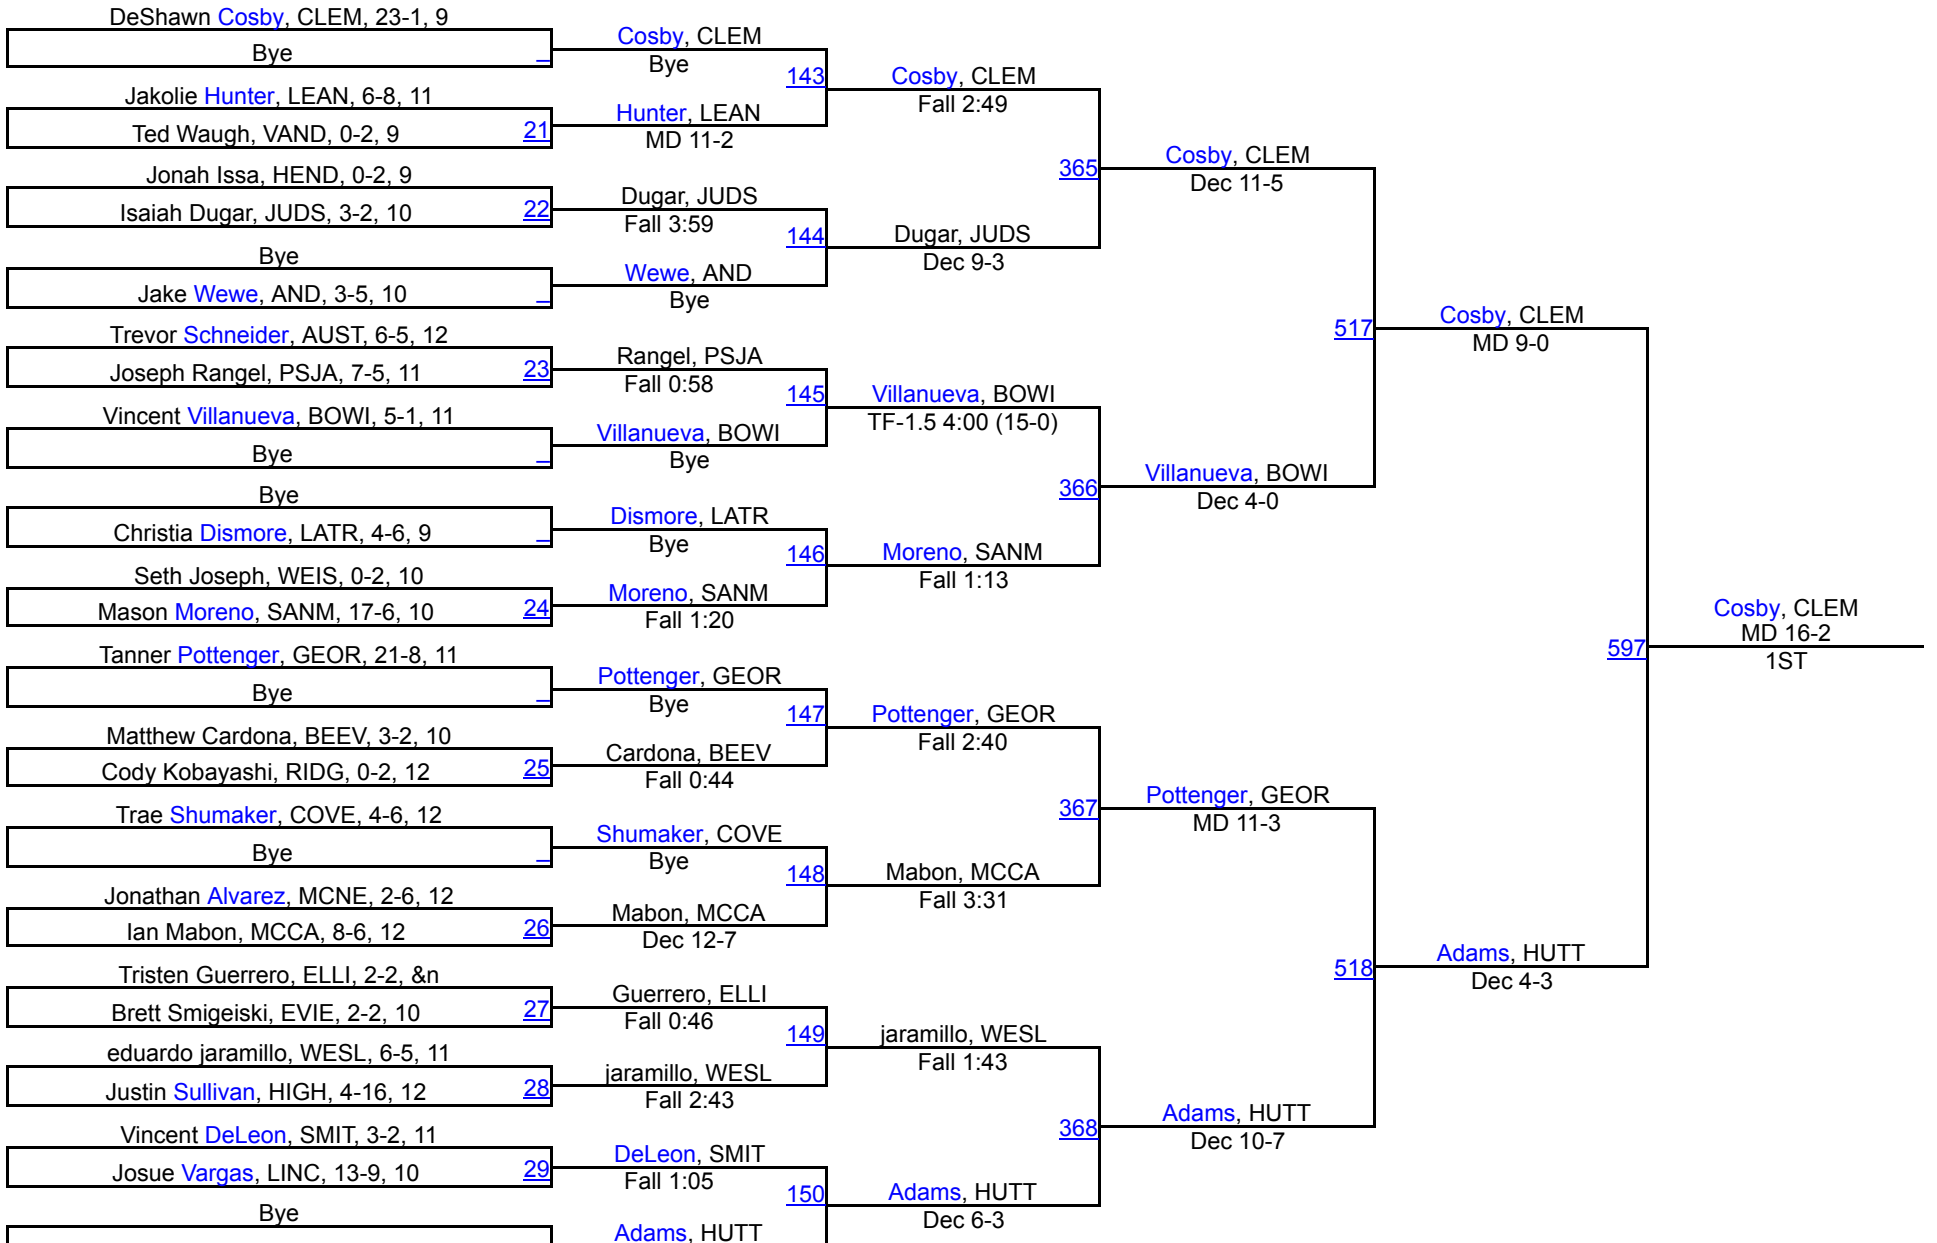 DeShawn Cosby, CLEM, 23-1, 9
Bye
Jakolie Hunter, LEAN, 6-8, 11
Ted Waugh, VAND, 0-2, 9
21
Jonah Issa, HEND, 0-2, 9
Isaiah Dugar, JUDS, 3-2, 10
22
Bye
Jake Wewe, AND, 3-5, 10
Trevor Schneider, AUST, 6-5, 12
Joseph Rangel, PSJA, 7-5, 11
23
Vincent Villanueva, BOWI, 5-1, 11
Bye
Bye
Christia Dismore, LATR, 4-6, 9
Seth Joseph, WEIS, 0-2, 10
Mason Moreno, SANM, 17-6, 10
24
Tanner Pottenger, GEOR, 21-8, 11
Bye
Matthew Cardona, BEEV, 3-2, 10
Cody Kobayashi, RIDG, 0-2, 12
25
Trae Shumaker, COVE, 4-6, 12
Bye
Jonathan Alvarez, MCNE, 2-6, 12
Ian Mabon, MCCA, 8-6, 12
26
Tristen Guerrero, ELLI, 2-2, &n
Brett Smigeiski, EVIE, 2-2, 10
27
eduardo jaramillo, WESL, 6-5, 11
Justin Sullivan, HIGH, 4-16, 12
28
Vincent DeLeon, SMIT, 3-2, 11
Josue Vargas, LINC, 13-9, 10
29
Bye
Cosby, CLEM
Bye
143
Hunter, LEAN
MD 11-2
Dugar, JUDS
Fall 3:59
144
Wewe, AND
Bye
Rangel, PSJA
Fall 0:58
145
Villanueva, BOWI
Bye
Dismore, LATR
Bye
146
Moreno, SANM
Fall 1:20
Pottenger, GEOR
Bye
147
Cardona, BEEV
Fall 0:44
Shumaker, COVE
Bye
148
Mabon, MCCA
Dec 12-7
Guerrero, ELLI
Fall 0:46
149
jaramillo, WESL
Fall 2:43
DeLeon, SMIT
Fall 1:05
150
Adams, HUTT
Cosby, CLEM
Fall 2:49
365
Dugar, JUDS
Dec 9-3
Villanueva, BOWI
TF-1.5 4:00 (15-0)
366
Moreno, SANM
Fall 1:13
Pottenger, GEOR
Fall 2:40
367
Mabon, MCCA
Fall 3:31
jaramillo, WESL
Fall 1:43
368
Adams, HUTT
Dec 6-3
Cosby, CLEM
Dec 11-5
517
Villanueva, BOWI
Dec 4-0
Pottenger, GEOR
MD 11-3
518
Adams, HUTT
Dec 10-7
Cosby, CLEM
MD 9-0
597
Adams, HUTT
Dec 4-3
Cosby, CLEM
MD 16-2
1ST